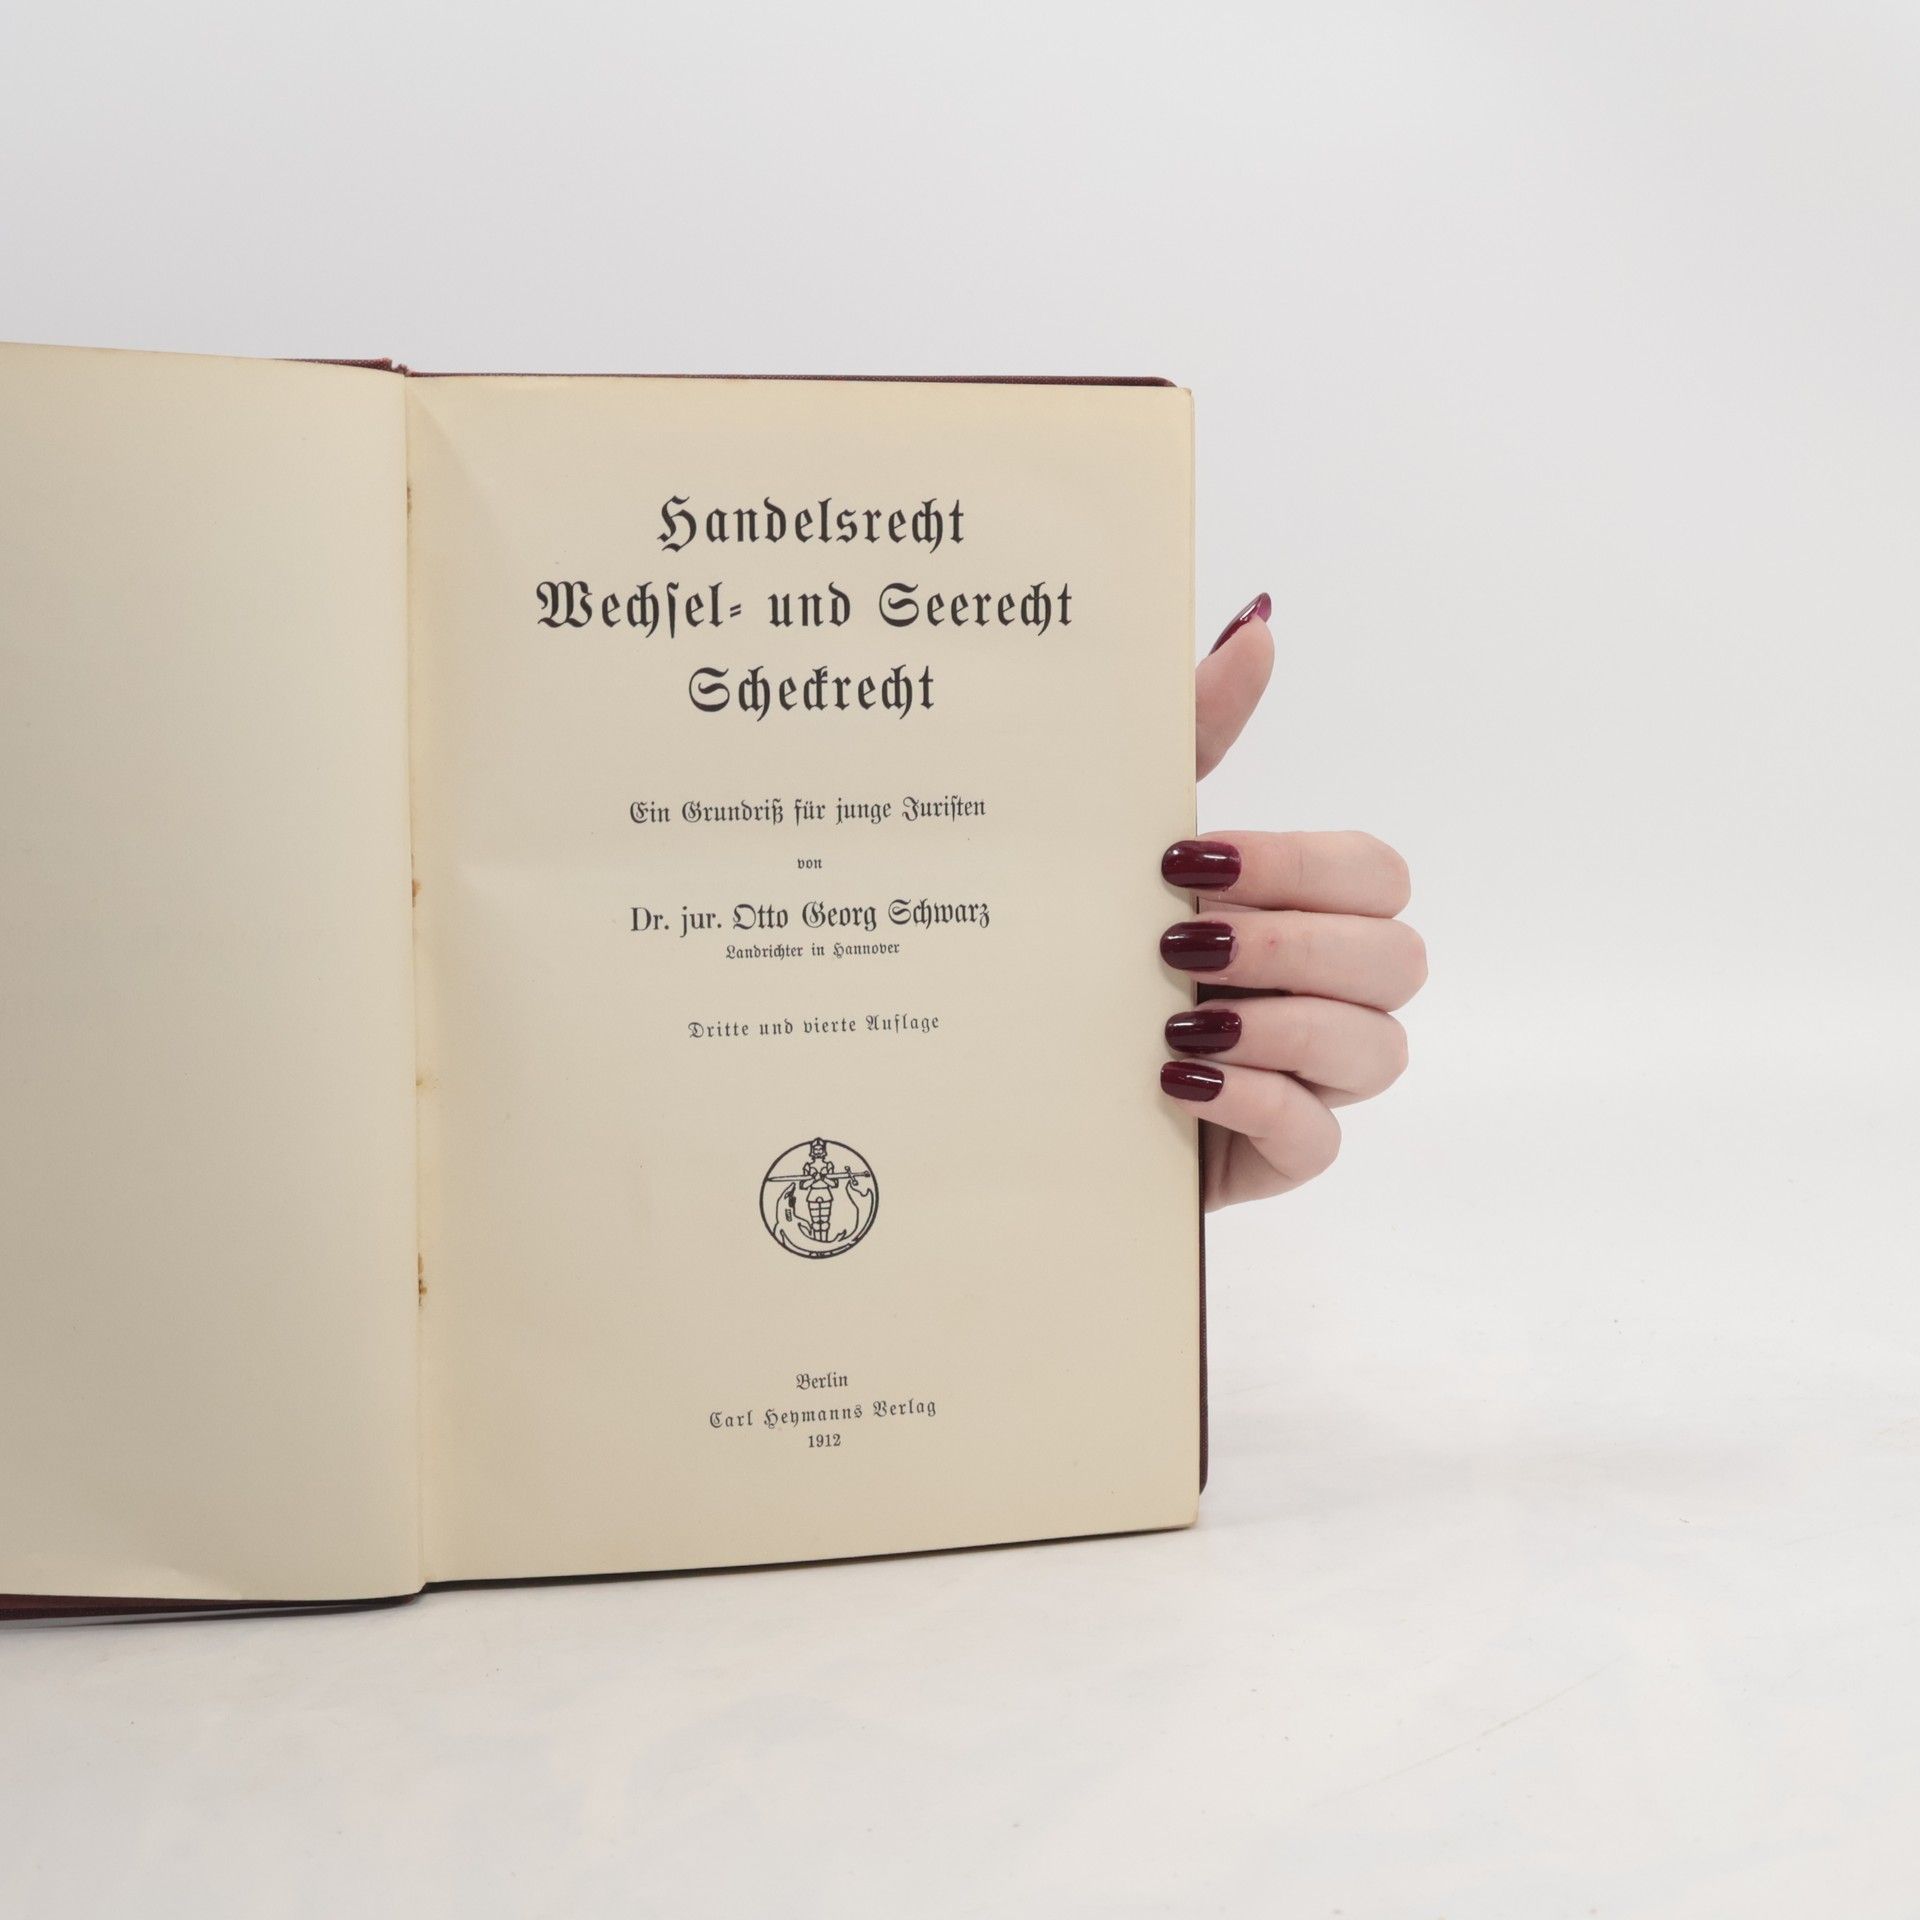 Handelsrecht
Wechſel- und Seerecht
Scheckrecht
Ein Grundriß für junge Juriſten
von
Dr. jur. Otto Georg Schwarz
Landrichter in Hannover
Dritte und vierte Auflage
Berlin
Carl Heymanns Verlag
1912